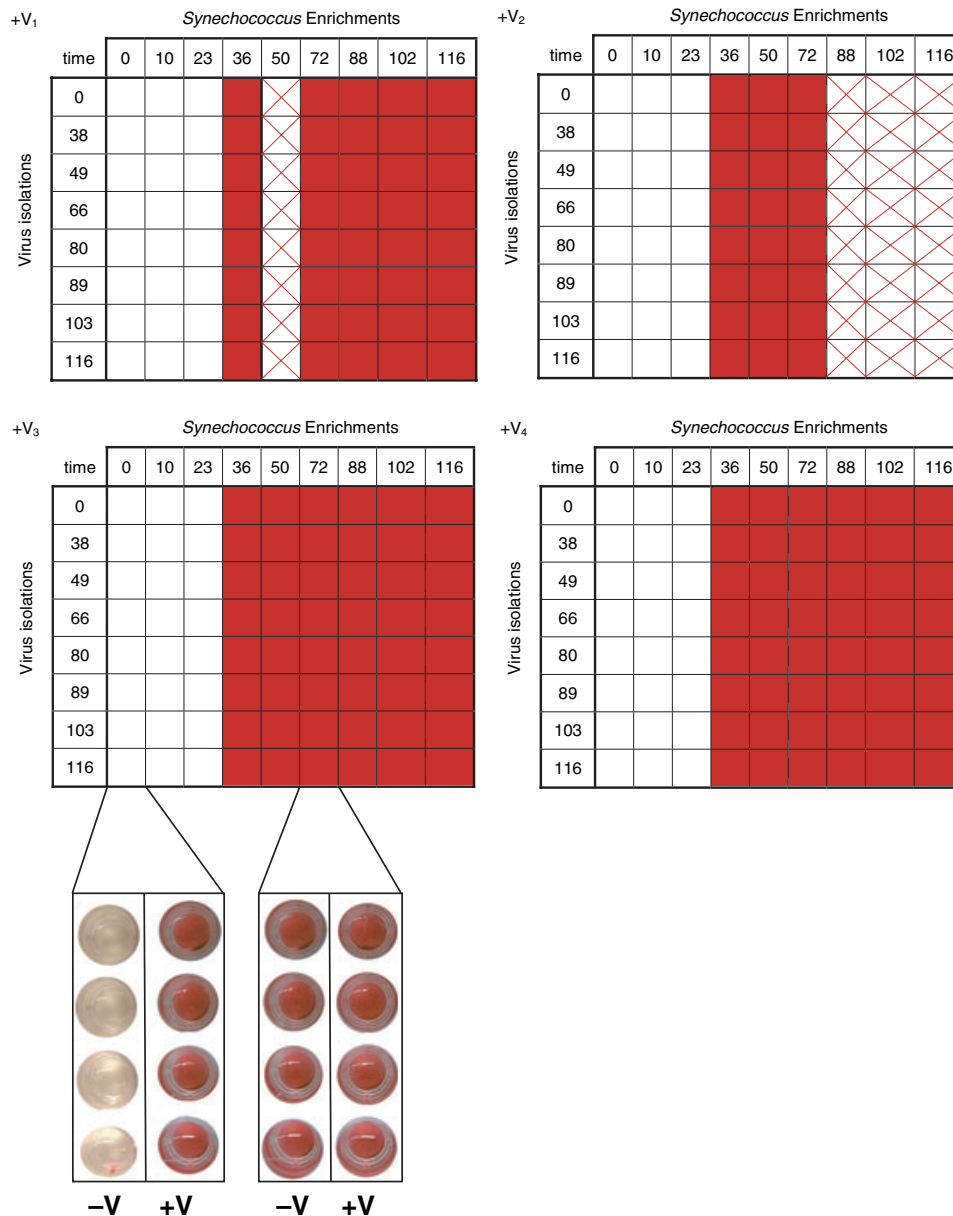 +V1
Synechococcus Enrichments
time 0 10 23 36 50 72 88 102 116
Virus isolations
0
38
49
66
80
89
103
116
+V2
Synechococcus Enrichments
time 0 10 23 36 50 72 88 102 116
Virus isolations
0
38
49
66
80
89
103
116
+V3
Synechococcus Enrichments
time 0 10 23 36 50 72 88 102 116
Virus isolations
0
38
49
66
80
89
103
116
+V4
Synechococcus Enrichments
time 0 10 23 36 50 72 88 102 116
Virus isolations
0
38
49
66
80
89
103
116
–V +V –V +V